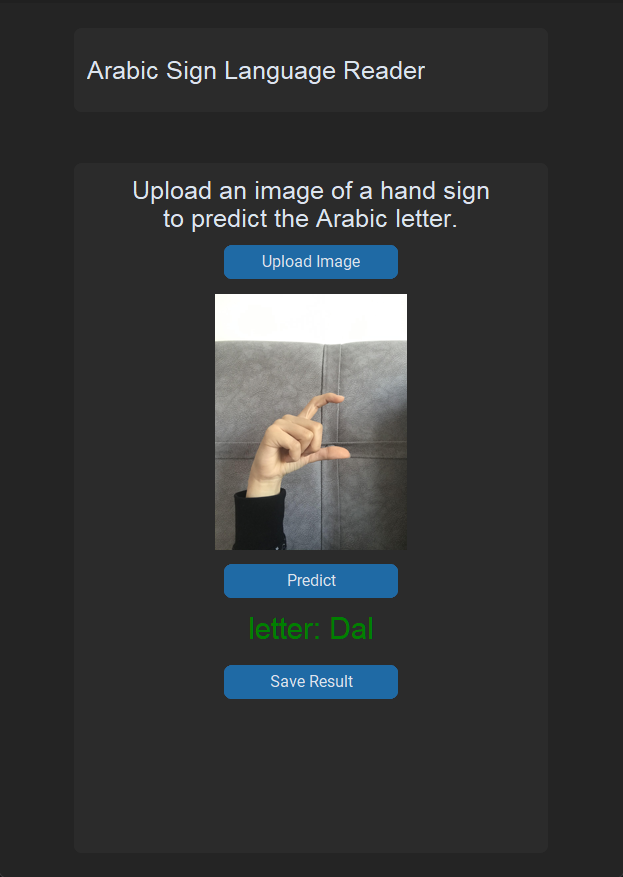 Arabic Sign Language Reader
Upload an image of a hand sign
to predict the Arabic letter.
Upload Image
Predict
letter: Dal
Save Result